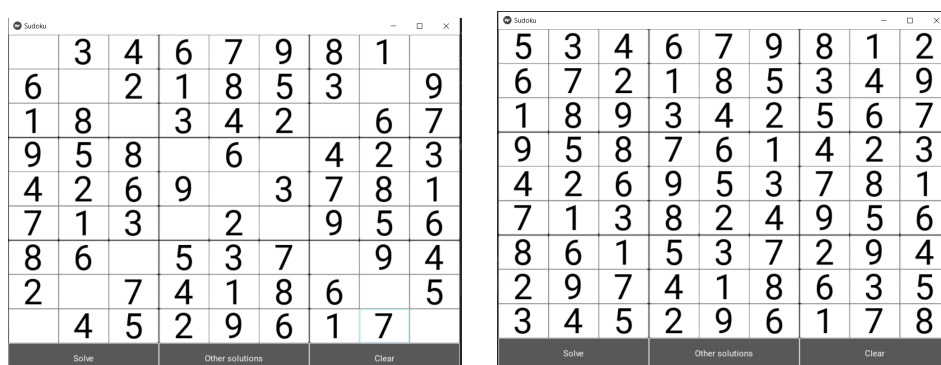 Sudoku
3 4 6 7 9 8 1
6 2 1 8 5 3 9
1 8 3 4 2 6 7
9 5 8 6 4 2 3
4 2 6 9 3 7 8 1
7 1 3 2 9 5 6
8 6 5 3 7 9 4
2 7 4 1 8 6 5
4 5 2 9 6 1 7
Solve Other solutions Clear
Sudoku
5 3 4 6 7 9 8 1 2
6 7 2 1 8 5 3 4 9
1 8 9 3 4 2 5 6 7
9 5 8 7 6 1 4 2 3
4 2 6 9 5 3 7 8 1
7 1 3 8 2 4 9 5 6
8 6 1 5 3 7 2 9 4
2 9 7 4 1 8 6 3 5
3 4 5 2 9 6 1 7 8
Solve Other solutions Clear